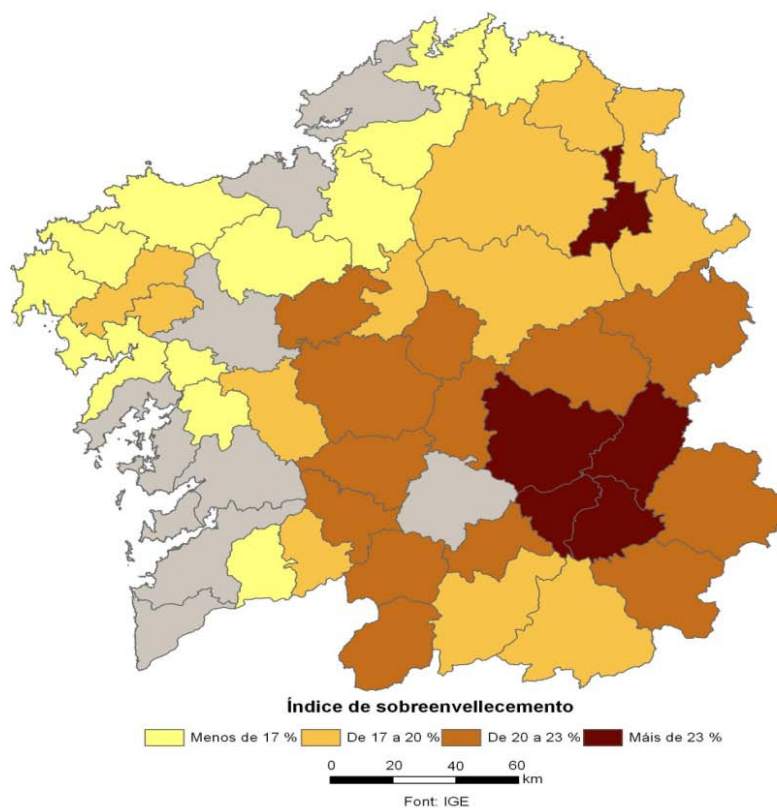 Índice de sobreenvellecemento
Menos de 17 % De 17 a 20 % De 20 a 23 % Máis de 23 %
0 20 40 60
km
Font: IGE